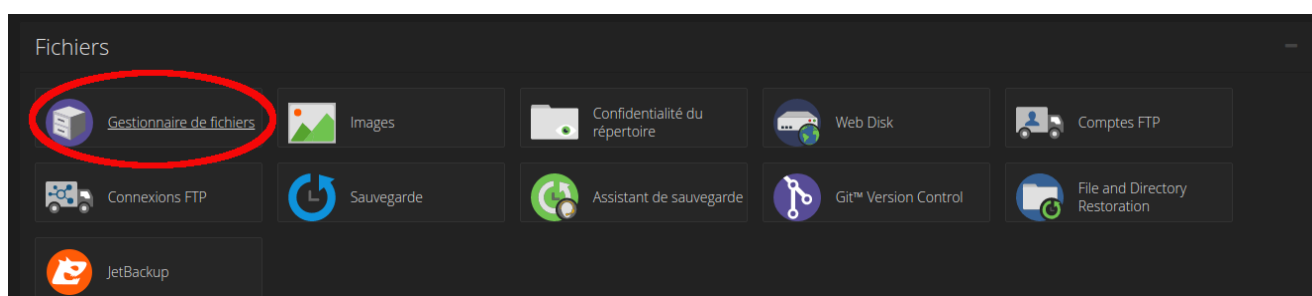 Fichiers
Gestionnaire de fichiers
Images
Confidentialité du
répertoire
Web Disk
Comptes FTP
Connexions FTP
Sauvegarde
Assistant de sauvegarde
Git™ Version Control
File and Directory
Restoration
JetBackup